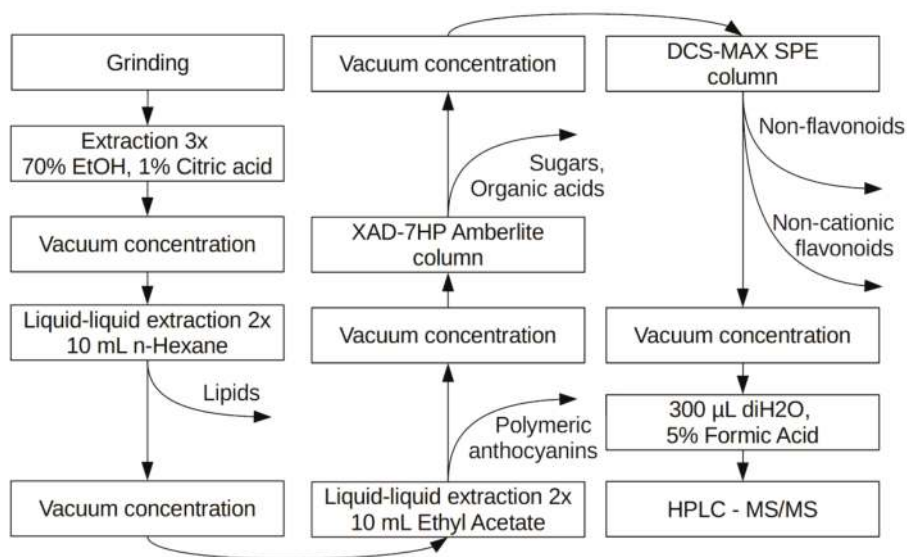 Grinding
Extraction 3x
70% EtOH, 1% Citric acid
Vacuum concentration
Liquid-liquid extraction 2x
10 mL n-Hexane
Lipids
Vacuum concentration
Liquid-liquid extraction 2x
10 mL Ethyl Acetate
Polymeric
anthocyanins
Vacuum concentration
XAD-7HP Amberlite
column
Sugars,
Organic acids
Vacuum concentration
DCS-MAX SPE
column
Non-flavonoids
Non-cationic
flavonoids
Vacuum concentration
300 µL diH2O,
5% Formic Acid
HPLC - MS/MS